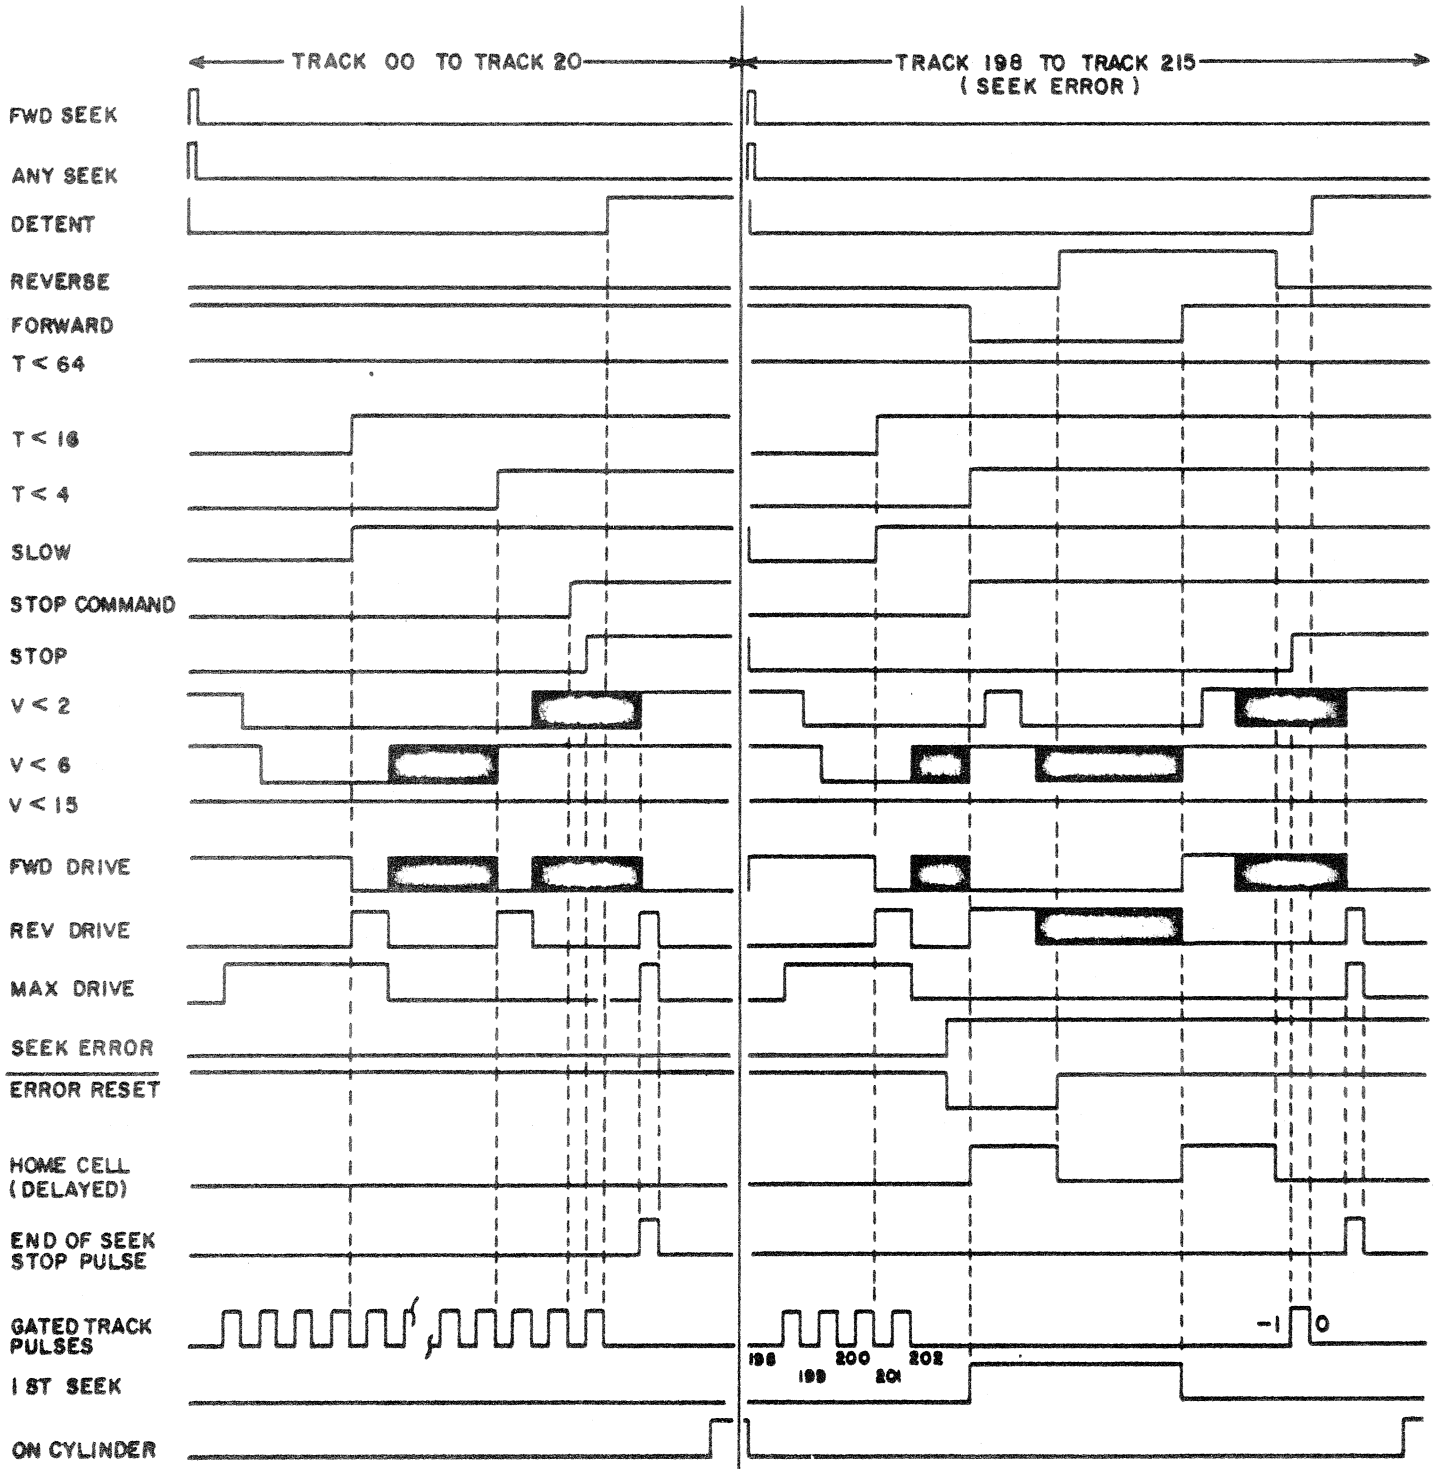 TRACK 00 TO TRACK 20
TRACK 198 TO TRACK 215
(SEEK ERROR)
FWD SEEK
ANY SEEK
DETENT
REVERSE
FORWARD
T < 64
T < 16
T < 4
SLOW
STOP COMMAND
STOP
V < 2
V < 6
V < 15
FWD DRIVE
REV DRIVE
MAX DRIVE
SEEK ERROR
ERROR RESET
HOME CELL
(DELAYED)
END OF SEEK
STOP PULSE
GATED TRACK
PULSES
-1 0
198 200 202
199 201
1 ST SEEK
ON CYLINDER